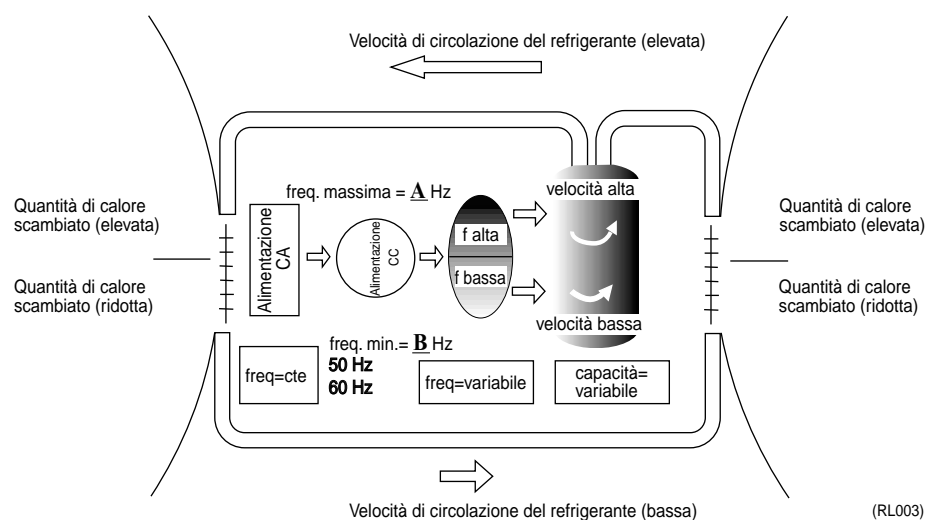 Velocità di circolazione del refrigerante (elevata)
freq. massima = A Hz
velocità alta
Quantità di calore
scambiato (elevata)
Quantità di calore
scambiato (ridotta)
Alimentazione
CA
Alimentazione
CC
f alta
f bassa
Quantità di calore
scambiato (elevata)
Quantità di calore
scambiato (ridotta)
velocità bassa
freq. min.= B Hz
freq=cte
50 Hz
60 Hz
freq=variabile
capacità=
variabile
Velocità di circolazione del refrigerante (bassa)
(RL003)